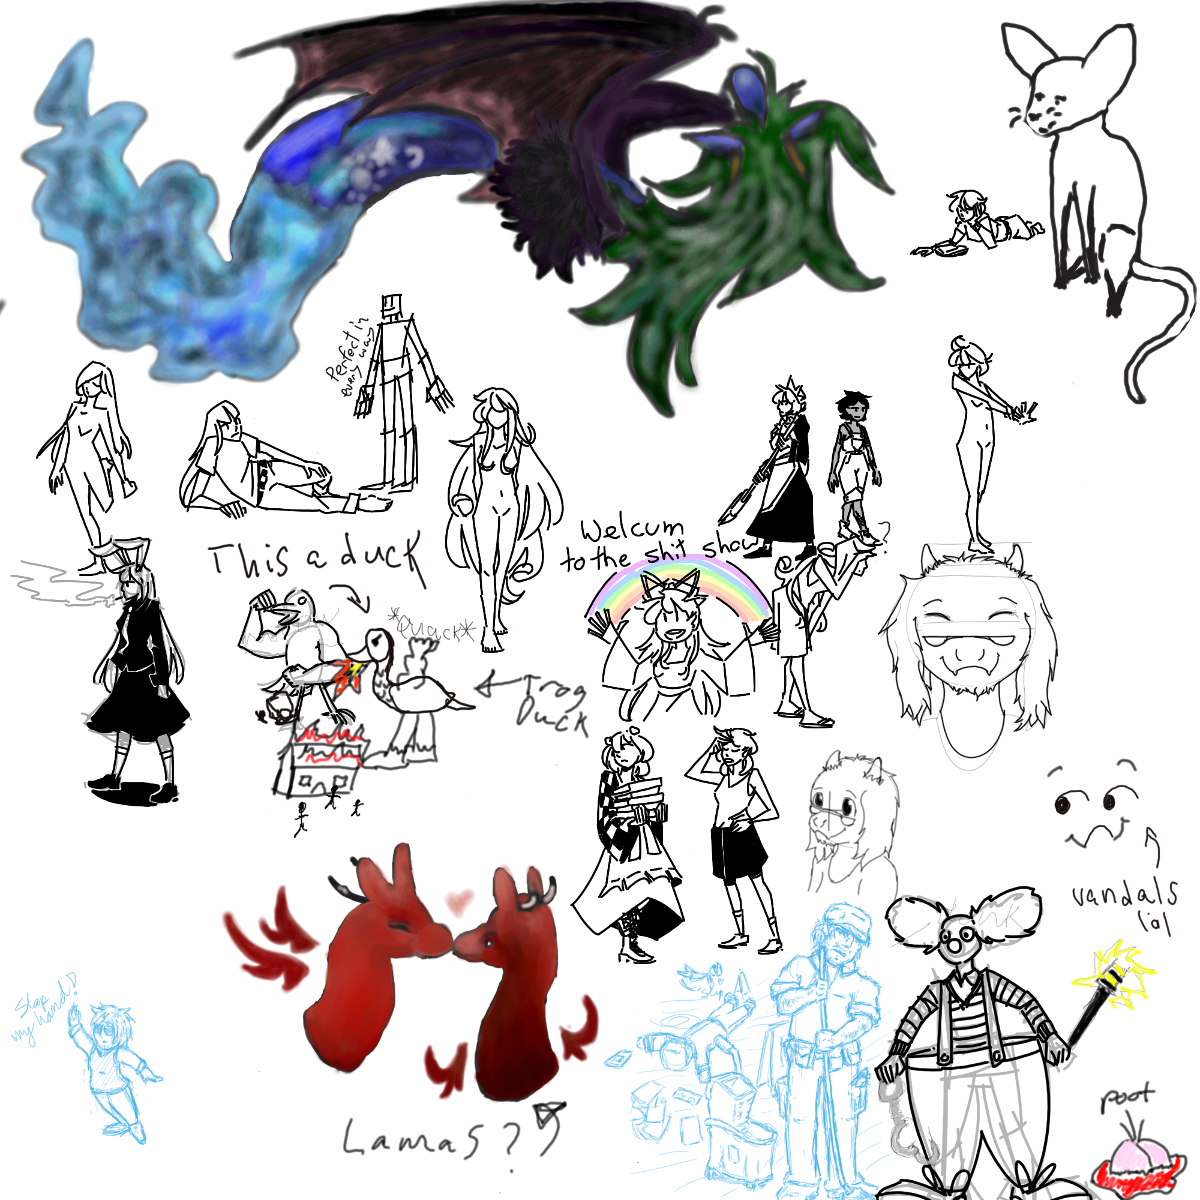 Perfect in
every way
This a duck
Welcum
to the shit show
*Quack*
Trog
Duck
vandals
lol
Slap
my hand!
Lamas?
poot